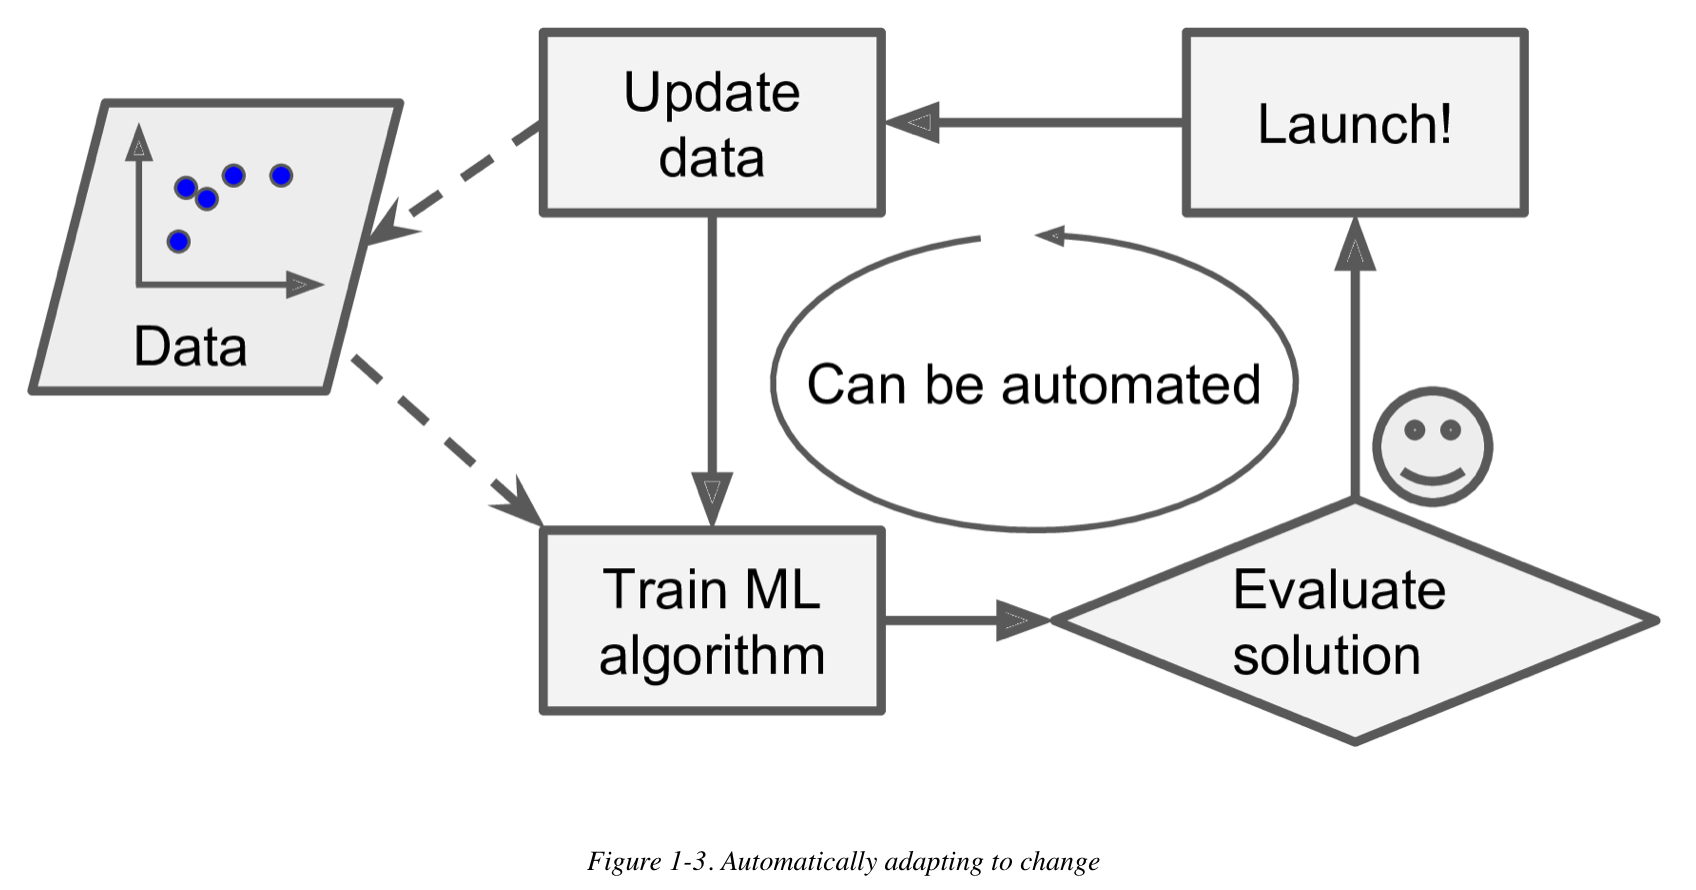 Update
data
Launch!
Data
Can be automated
Train ML
algorithm
Evaluate
solution
Figure 1-3. Automatically adapting to change